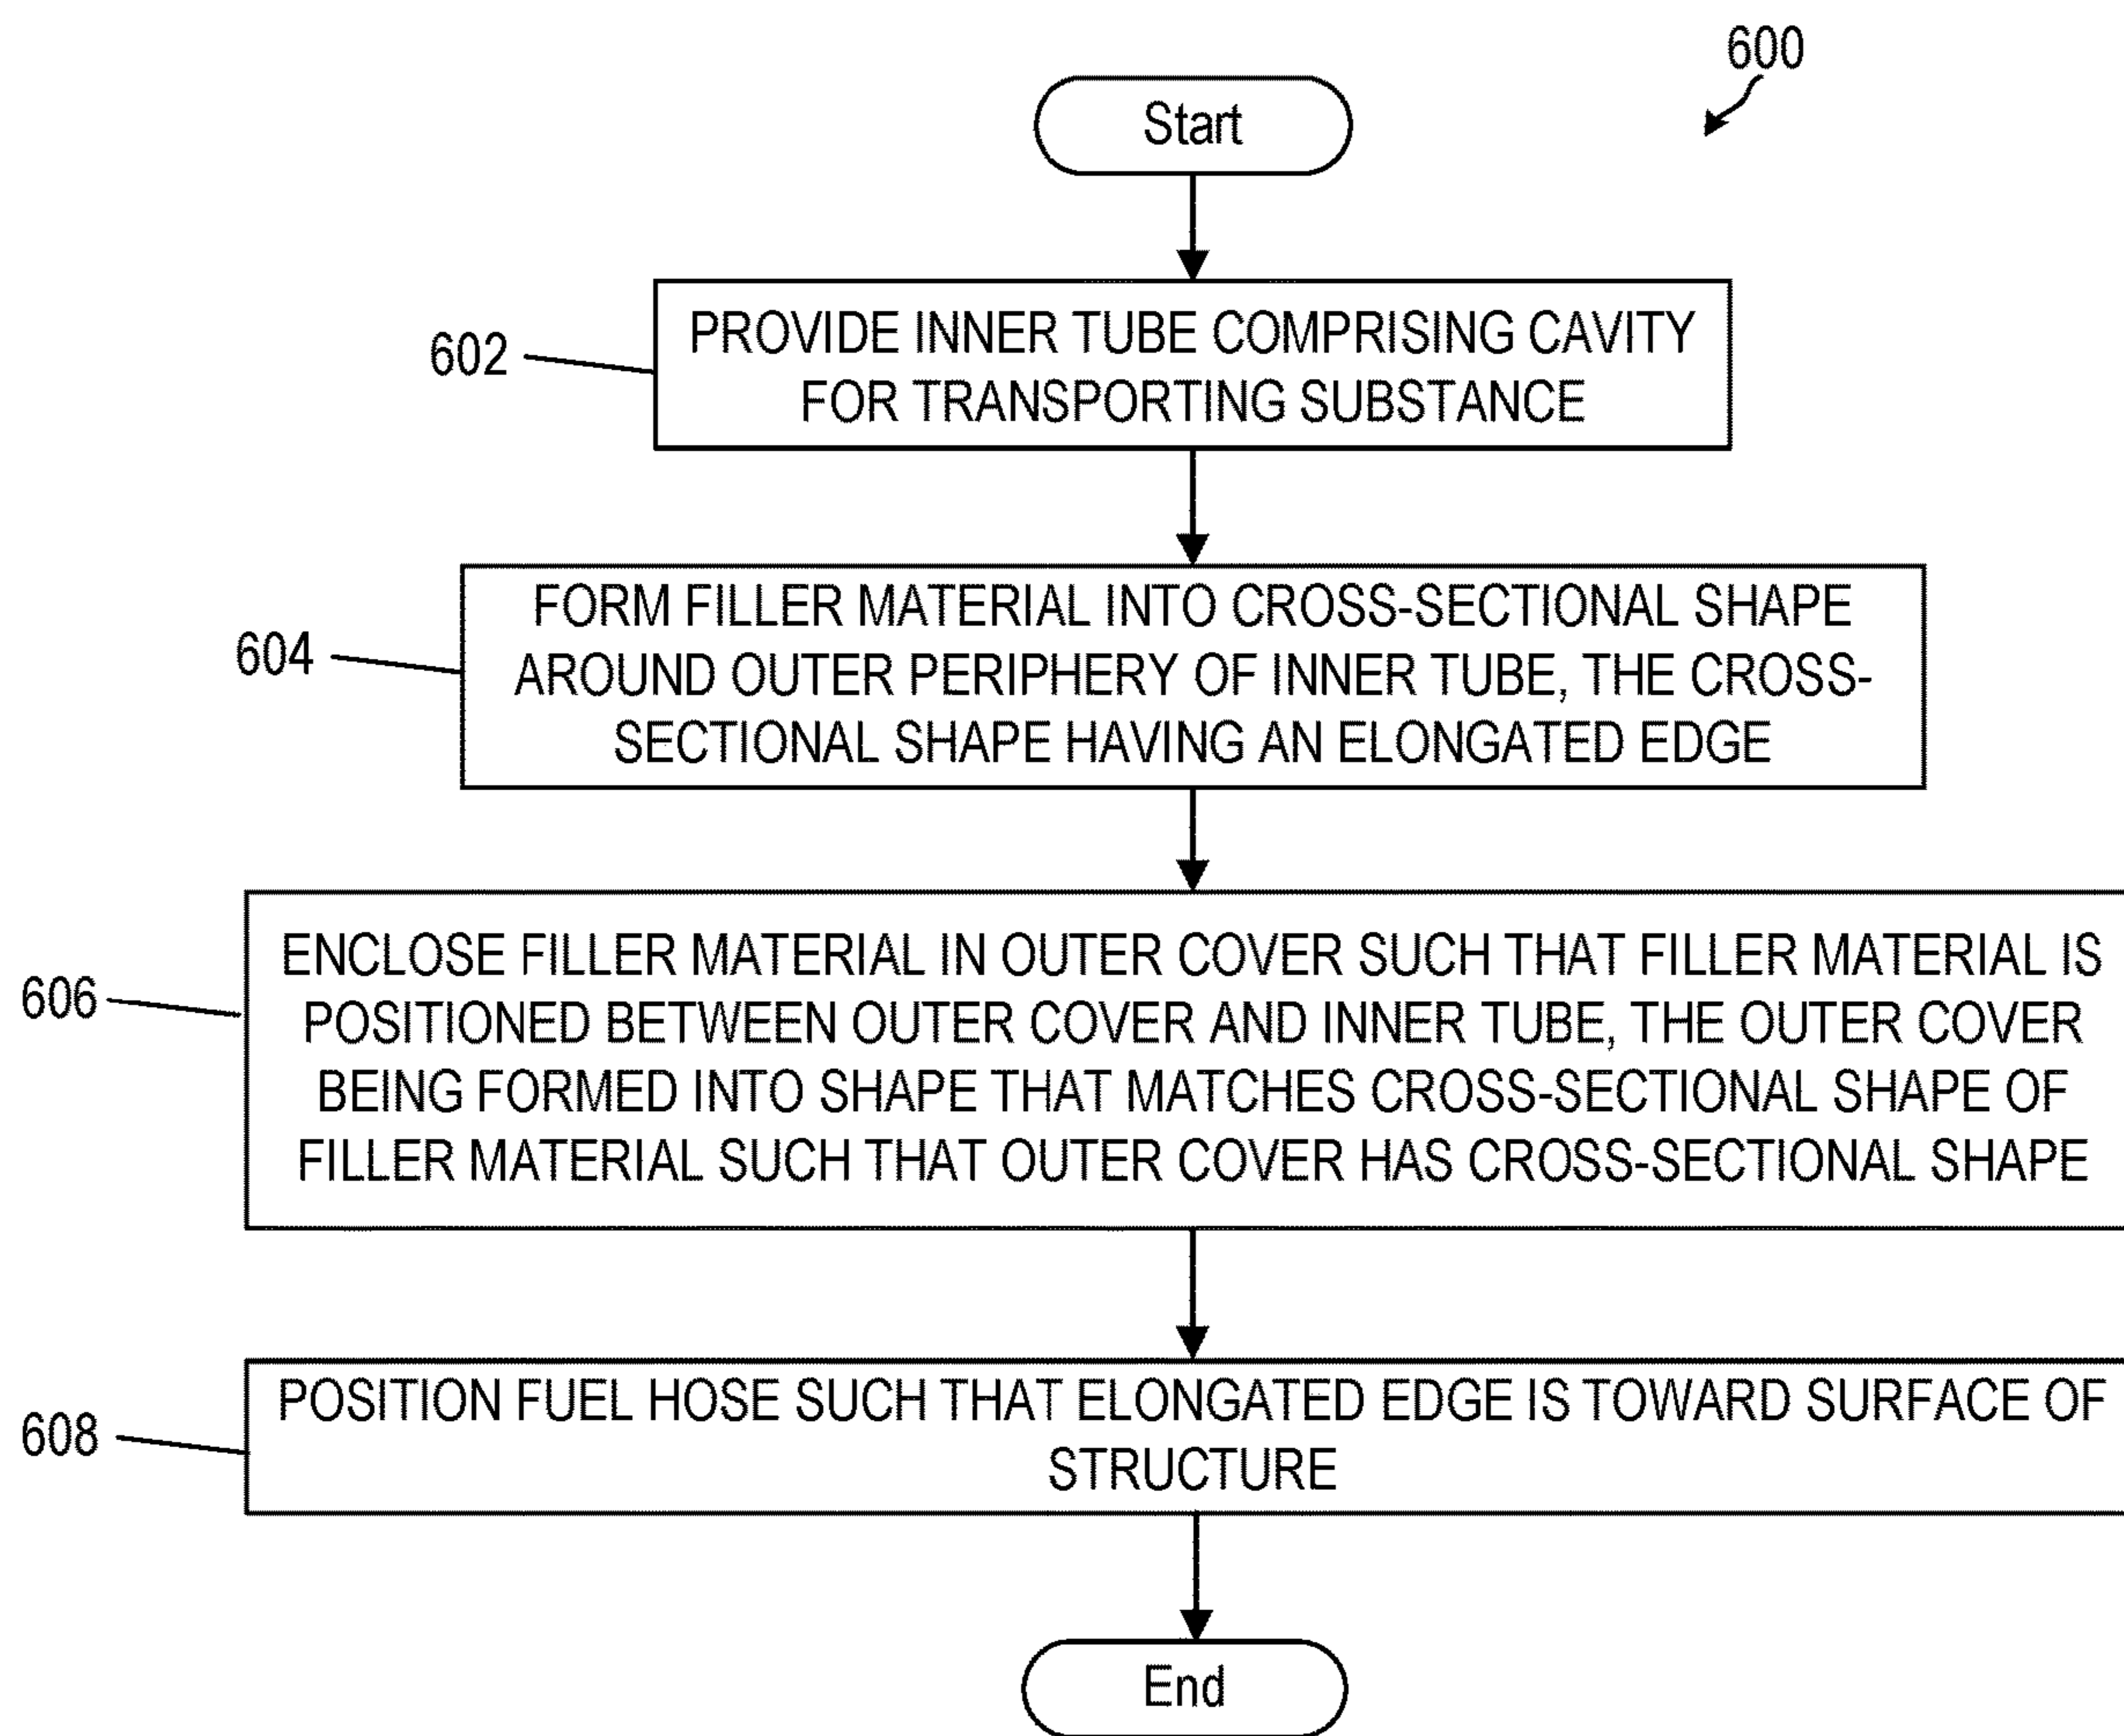 600
Start
602
PROVIDE INNER TUBE COMPRISING CAVITY
FOR TRANSPORTING SUBSTANCE
604
FORM FILLER MATERIAL INTO CROSS-SECTIONAL SHAPE
AROUND OUTER PERIPHERY OF INNER TUBE, THE CROSS-
SECTIONAL SHAPE HAVING AN ELONGATED EDGE
606
ENCLOSE FILLER MATERIAL IN OUTER COVER SUCH THAT FILLER MATERIAL IS
POSITIONED BETWEEN OUTER COVER AND INNER TUBE, THE OUTER COVER
BEING FORMED INTO SHAPE THAT MATCHES CROSS-SECTIONAL SHAPE OF
FILLER MATERIAL SUCH THAT OUTER COVER HAS CROSS-SECTIONAL SHAPE
608
POSITION FUEL HOSE SUCH THAT ELONGATED EDGE IS TOWARD SURFACE OF
STRUCTURE
End